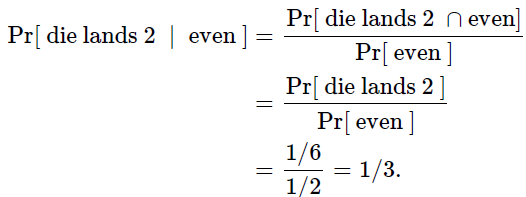 Pr[ die lands 2 | even ] = Pr[ die lands 2 ∩ even] / Pr[ even ]
= Pr[ die lands 2 ] / Pr[ even ]
= 1/6 / 1/2 = 1/3.